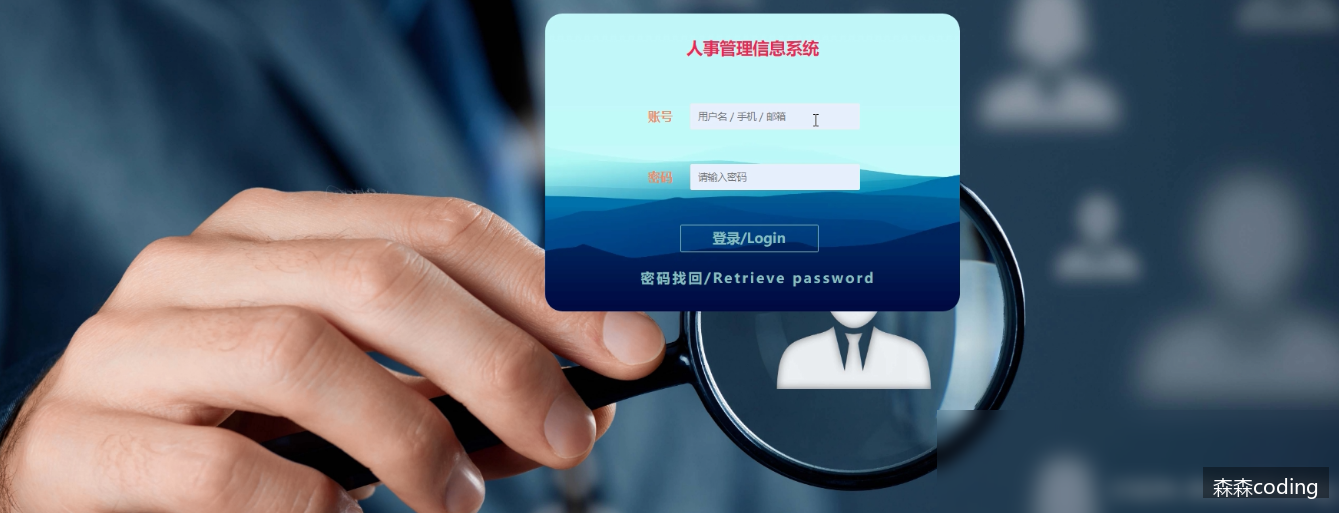 人事管理信息系统
账号 用户名 / 手机 / 邮箱
密码 请输入密码
登录/Login
密码找回/Retrieve password
森森coding